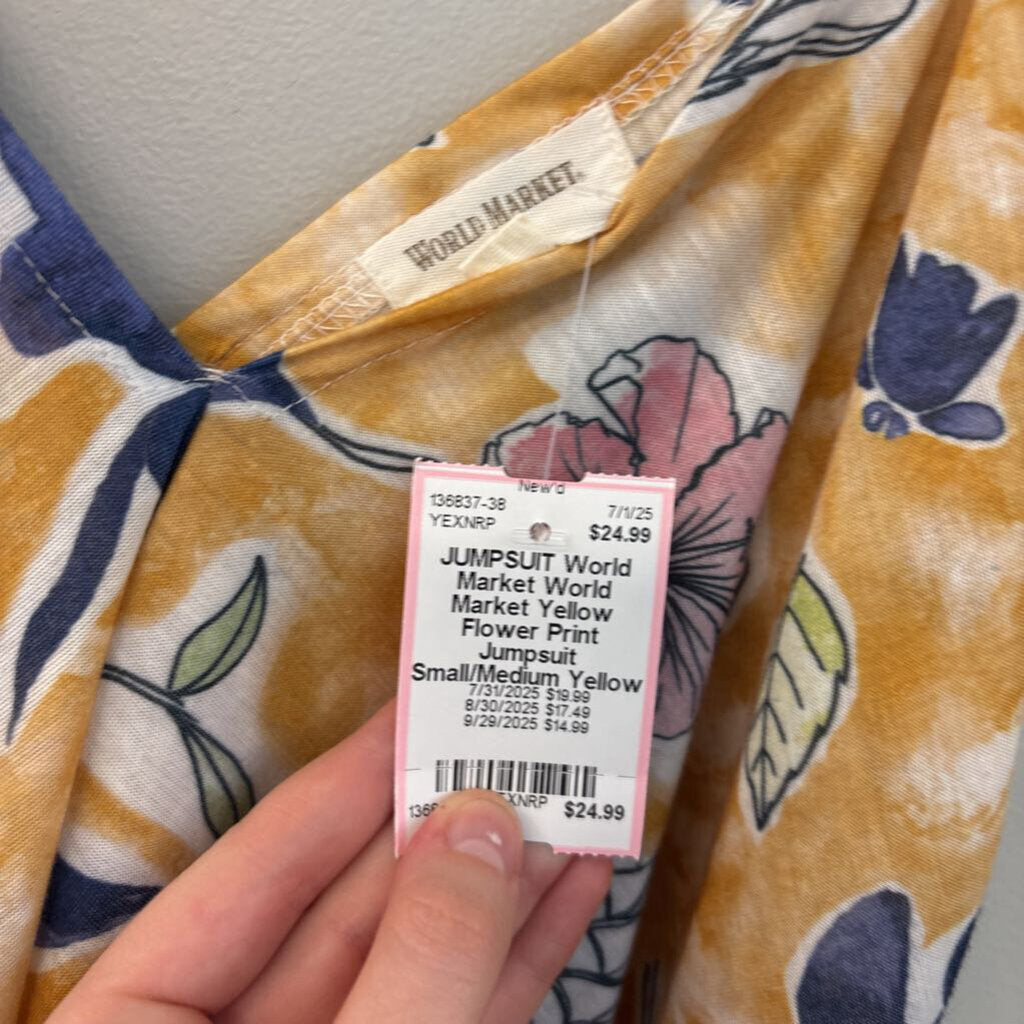 WORLD MARKET®
New'd
136837-38 7/1/25
YEXNRP $24.99
JUMPSUIT World
Market World
Market Yellow
Flower Print
Jumpsuit
Small/Medium Yellow
7/31/2025 $19.99
8/30/2025 $17.49
9/29/2025 $14.99
$24.99